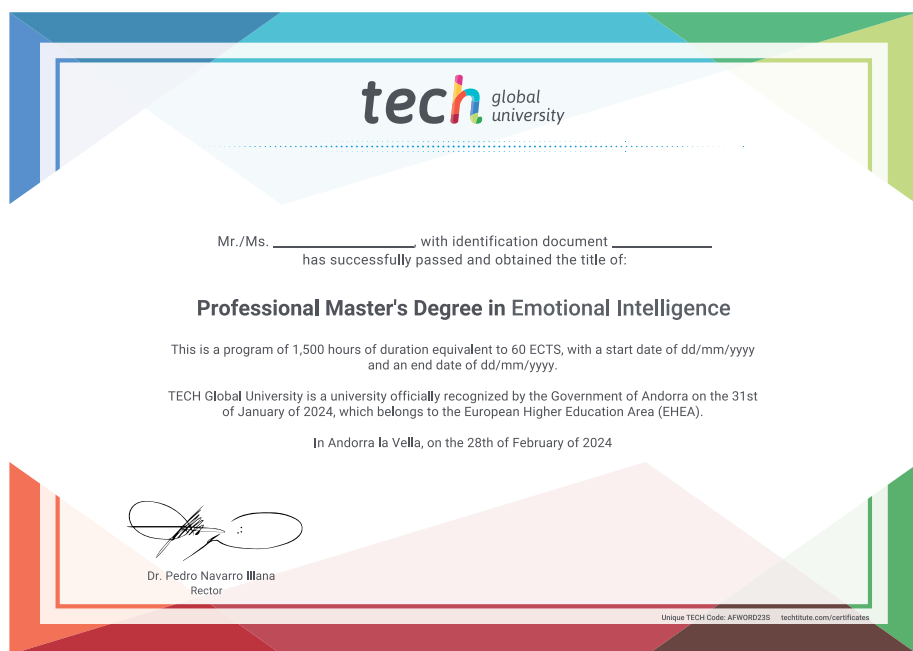 tech global university
Mr./Ms. ____________, with identification document ____________
has successfully passed and obtained the title of:
Professional Master's Degree in Emotional Intelligence
This is a program of 1,500 hours of duration equivalent to 60 ECTS, with a start date of dd/mm/yyyy
and an end date of dd/mm/yyyy.
TECH Global University is a university officially recognized by the Government of Andorra on the 31st
of January of 2024, which belongs to the European Higher Education Area (EHEA).
In Andorra la Vella, on the 28th of February of 2024
Dr. Pedro Navarro Illana
Rector
Unique TECH Code: AFWORD23S techtitute.com/certificates